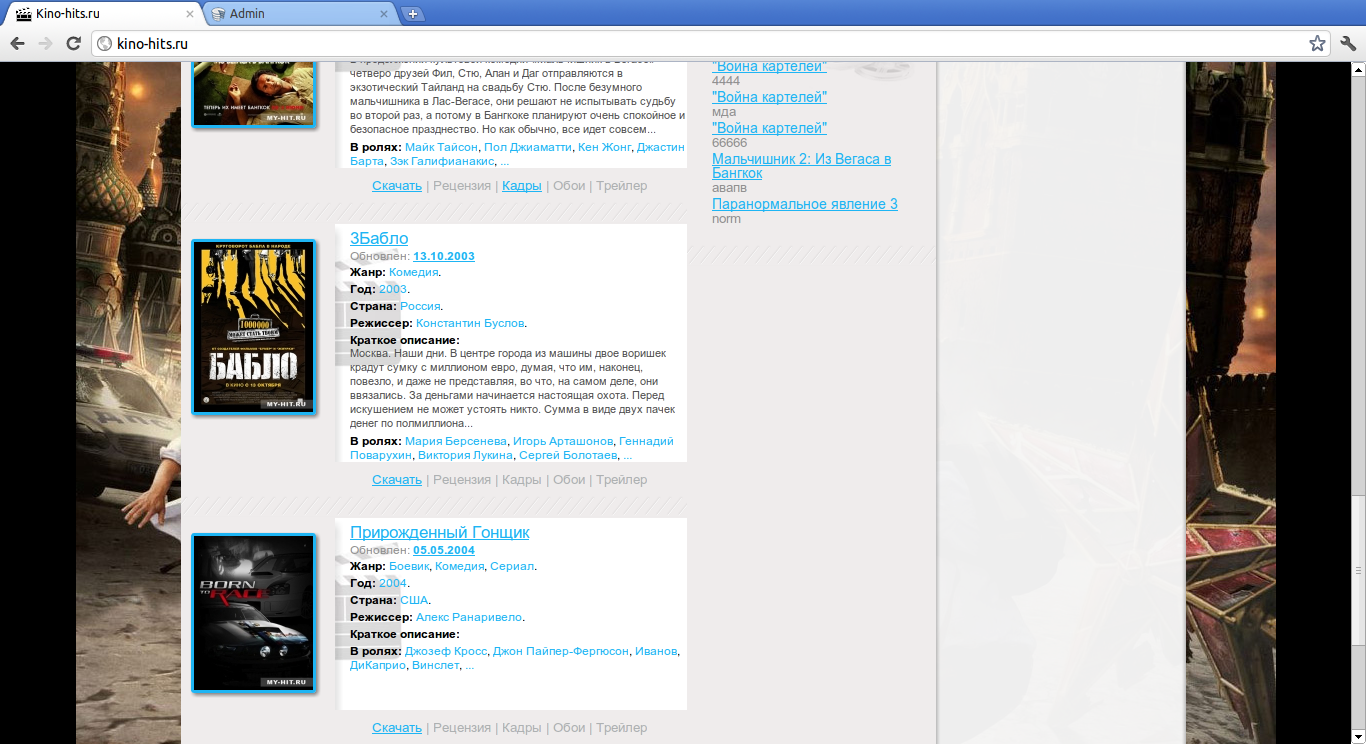 Kino-hits.ru
Admin
kino-hits.ru
четверо друзей Фил, Стю, Алан и Даг отправляются в
экзотический Тайланд на свадьбу Стю. После безумного
мальчишника в Лас-Вегасе, они решают не испытывать судьбу
во второй раз, а потому в Бангкоке планируют очень спокойное и
безопасное празднество. Но как обычно, все идет совсем...
В ролях: Майк Тайсон, Пол Джиаматти, Кен Жонг, Джастин
Барта, Зэк Галифианакис, ...
Скачать | Рецензия | Кадры | Обои | Трейлер
ТЕПЕРЬ ИХ ИМЕЕТ БАНГКОК
MY-HIT.RU
3Бабло
Обновлен: 13.10.2003
Жанр: Комедия.
Год: 2003.
Страна: Россия.
Режиссер: Константин Буслов.
Краткое описание:
Москва. Наши дни. В центре города из машины двое воришек
крадут сумку с миллионом евро, думая, что им, наконец,
повезло, и даже не представляя, во что, на самом деле, они
ввязались. За деньгами начинается настоящая охота. Перед
искушением не может устоять никто. Сумма в виде двух пачек
денег по полмиллиона...
В ролях: Мария Берсенева, Игорь Арташонов, Геннадий
Поварухин, Виктория Лукина, Сергей Болотаев, ...
Скачать | Рецензия | Кадры | Обои | Трейлер
КРУГОВОРОТ БАБЛА В НАРОДЕ
1000000
МОЖЕТ СТАТЬ ТВОИМ
БАБЛО
В КИНО С 13 ОКТЯБРЯ
MY-HIT.RU
Прирожденный Гонщик
Обновлен: 05.05.2004
Жанр: Боевик, Комедия, Сериал.
Год: 2004.
Страна: США.
Режиссер: Алекс Ранаривело.
Краткое описание:
В ролях: Джозеф Кросс, Джон Пайпер-Фергюсон, Иванов,
ДиКаприо, Винслет, ...
Скачать | Рецензия | Кадры | Обои | Трейлер
BORN
TO RACE
MY-HIT.RU
"Война картелей"
4444
"Война картелей"
мда
"Война картелей"
66666
Мальчишник 2: Из Вегаса в
Бангкок
авапв
Паранормальное явление 3
norm